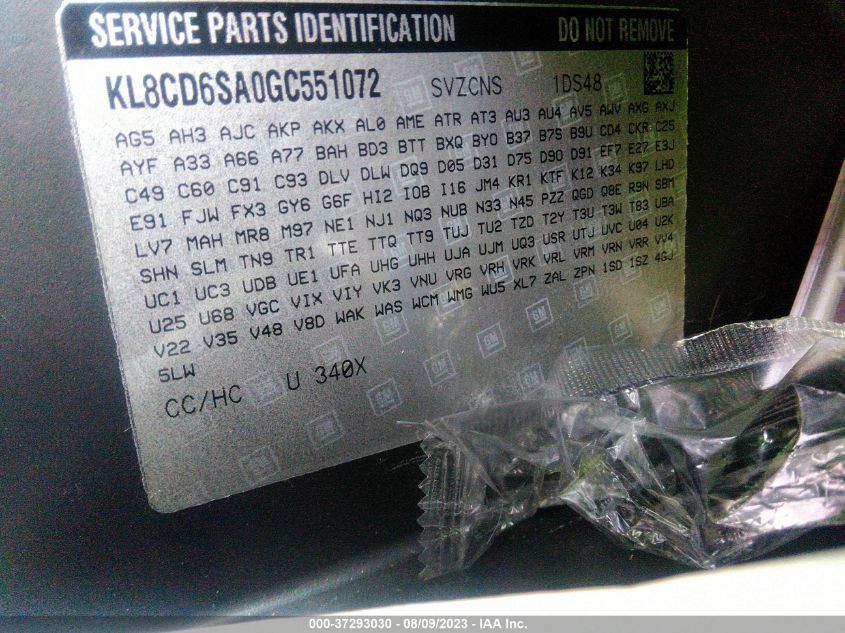 SERVICE PARTS IDENTIFICATION DO NOT REMOVE
KL8CD6SA0GC551072 SVZCNS 1DS48
AG5 AH3 AJC AKP AKX AL0 AME ATR AT3 AU3 AU4 AV5 AWV AXG AXJ
AYF A33 A66 A77 BAH BD3 BTT BXQ BYO B37 B7S B9U CD4 CKR C25
C49 C60 C91 C93 DLV DLW DQ9 D05 D31 D75 D90 D91 EF7 E27 E3J
E91 FJW FX3 GY6 G6F HI2 IOB I16 JM4 KR1 KTF K12 K34 K97 LHD
LV7 MAH MR8 M97 NE1 NJ1 NQ3 NUB N33 N45 PZZ QGD Q8E R9N SBM
SHN SLM TN9 TR1 TTE TTQ TT9 TUJ TU2 TZD T2Y T3U T3W T83 UBA
UC1 UC3 UDB UE1 UFA UHG UHH UJA UJM UQ3 USR UTJ UVC U04 U2K
U25 U68 VGC VIX VIY VK3 VNU VRG VRH VRK VRL VRM VRN VRR VV4
V22 V35 V48 V8D WAK WAS WCM WMG WU5 XL7 ZAL ZPN 1SD 1SZ 4GJ
5LW
CC/HC U 340X
000-37293030 - 08/09/2023 - IAA Inc.